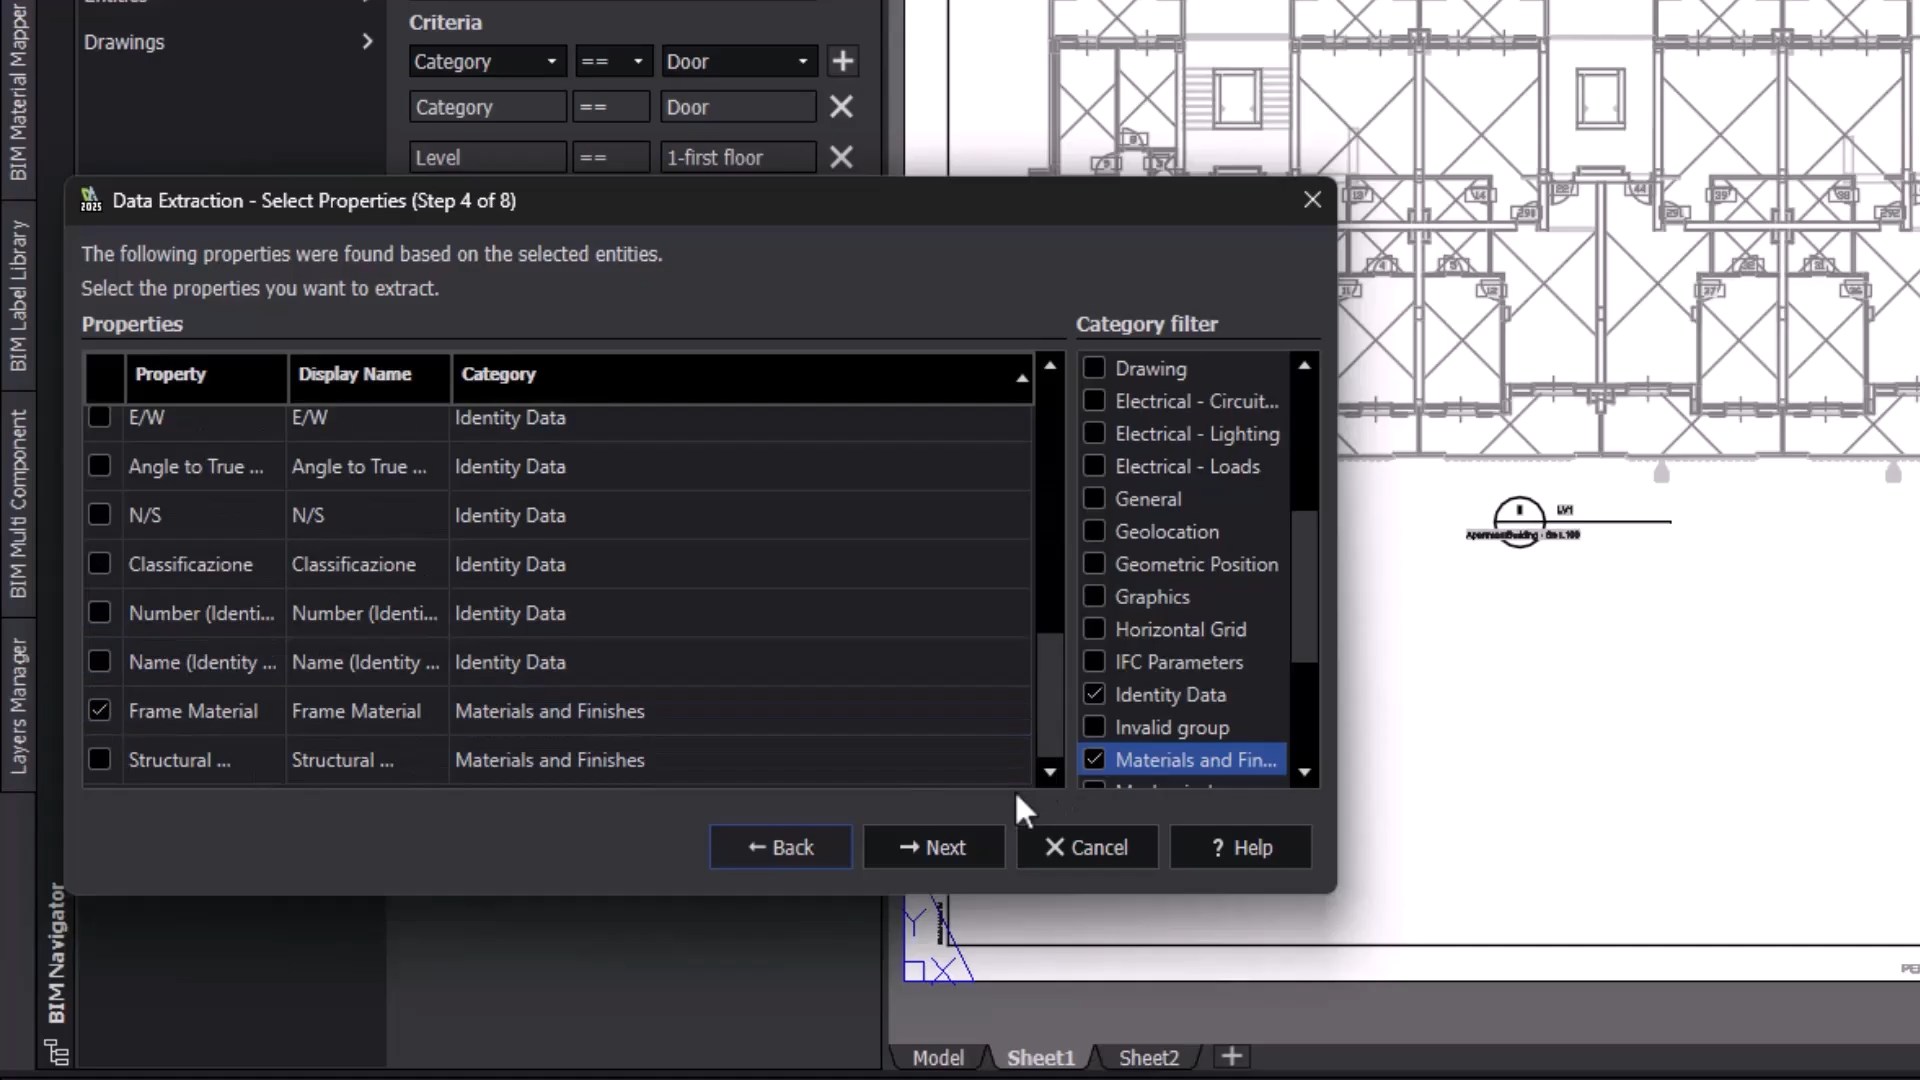 BIM Material Mapper
BIM Label Library
BIM Multi Component
Layers Manager
BIM Navigator
Drawings
Criteria
Category == Door
Category == Door
Level == 1-first floor
Data Extraction - Select Properties (Step 4 of 8)
The following properties were found based on the selected entities.
Select the properties you want to extract.
Properties
Property Display Name Category
E/W E/W Identity Data
Angle to True ... Angle to True ... Identity Data
N/S N/S Identity Data
Classificazione Classificazione Identity Data
Number (Identi... Number (Identi... Identity Data
Name (Identity ... Name (Identity ... Identity Data
Frame Material Frame Material Materials and Finishes
Structural ... Structural ... Materials and Finishes
Category filter
Drawing
Electrical - Circuit...
Electrical - Lighting
Electrical - Loads
General
Geolocation
Geometric Position
Graphics
Horizontal Grid
IFC Parameters
Identity Data
Invalid group
Materials and Fin...
Back
Next
Cancel
? Help
Y
X
Model
Sheet1
Sheet2